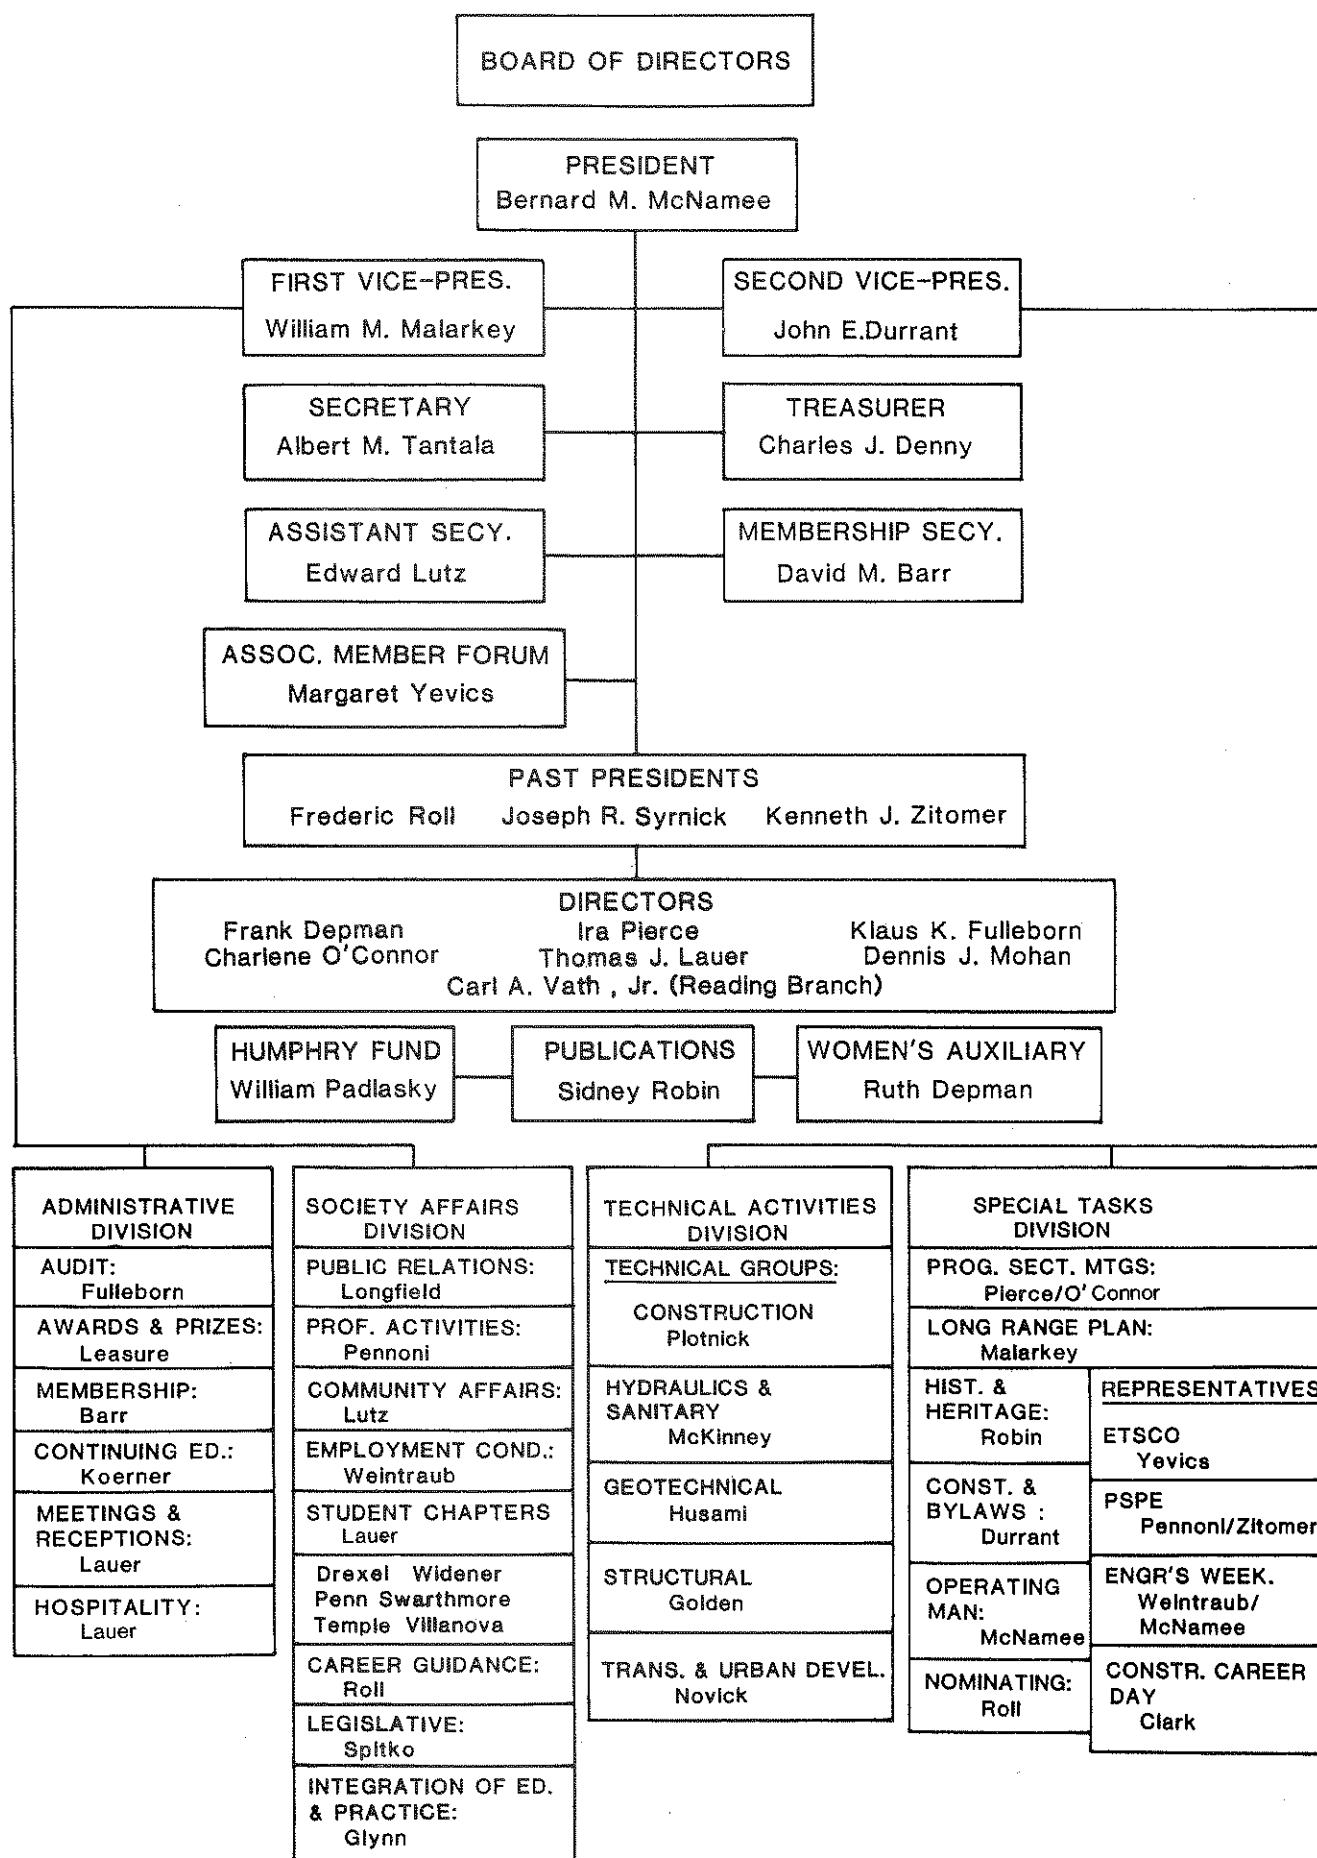 BOARD OF DIRECTORS
PRESIDENT
Bernard M. McNamee
FIRST VICE-PRES.
William M. Malarkey
SECOND VICE-PRES.
John E.Durrant
SECRETARY
Albert M. Tantala
TREASURER
Charles J. Denny
ASSISTANT SECY.
Edward Lutz
MEMBERSHIP SECY.
David M. Barr
ASSOC. MEMBER FORUM
Margaret Yevics
PAST PRESIDENTS
Frederic Roll Joseph R. Syrnick Kenneth J. Zitomer
DIRECTORS
Frank Depman Ira Pierce Klaus K. Fulleborn
Charlene O'Connor Thomas J. Lauer Dennis J. Mohan
Carl A. Vath , Jr. (Reading Branch)
HUMPHRY FUND
William Padlasky
PUBLICATIONS
Sidney Robin
WOMEN'S AUXILIARY
Ruth Depman
ADMINISTRATIVE
DIVISION
AUDIT:
Fulleborn
AWARDS & PRIZES:
Leasure
MEMBERSHIP:
Barr
CONTINUING ED.:
Koerner
MEETINGS &
RECEPTIONS:
Lauer
HOSPITALITY:
Lauer
SOCIETY AFFAIRS
DIVISION
PUBLIC RELATIONS:
Longfield
PROF. ACTIVITIES:
Pennoni
COMMUNITY AFFAIRS:
Lutz
EMPLOYMENT COND.:
Weintraub
STUDENT CHAPTERS
Lauer
Drexel Widener
Penn Swarthmore
Temple Villanova
CAREER GUIDANCE:
Roll
LEGISLATIVE:
Spitko
INTEGRATION OF ED.
& PRACTICE:
Glynn
TECHNICAL ACTIVITIES
DIVISION
TECHNICAL GROUPS:
CONSTRUCTION
Plotnick
HYDRAULICS &
SANITARY
McKinney
GEOTECHNICAL
Husami
STRUCTURAL
Golden
TRANS. & URBAN DEVEL.
Novick
SPECIAL TASKS
DIVISION
PROG. SECT. MTGS:
Pierce/O'Connor
LONG RANGE PLAN:
Malarkey
HIST. &
HERITAGE:
Robin
CONST. &
BYLAWS :
Durrant
OPERATING
MAN:
McNamee
NOMINATING:
Roll
REPRESENTATIVES
ETSCO
Yevics
PSPE
Pennoni/Zitomer
ENGR'S WEEK.
Weintraub/
McNamee
CONSTR. CAREER
DAY
Clark